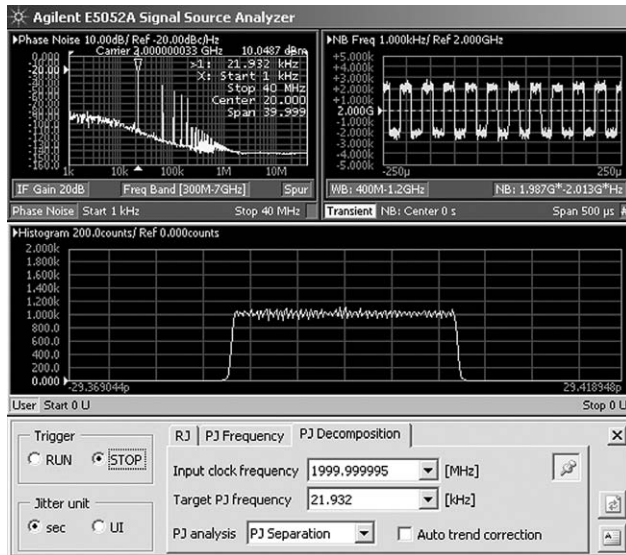 Agilent E5052A Signal Source Analyzer
Phase Noise 10.00dB/ Ref -20.00dBc/Hz
Carrier 2.000000033 GHz 10.0487 dBm
>1: 21.932 kHz
X: Start 1 kHz
Stop 40 MHz
Center 20.000
Span 39.999
0.000
-20.00
-160.0
1k 10k 100k 1M 10M
IF Gain 20dB Freq Band [300M-7GHz] Spur
Phase Noise Start 1 kHz Stop 40 MHz
NB Freq 1.000kHz/ Ref 2.000GHz
+5.000k
+4.000k
+3.000k
+2.000k
+1.000k
2.000G
-1.000k
-2.000k
-3.000k
-4.000k
-5.000k
-250µ 250µ
WB: 400M-1.2GHz NB: 1.987G*-2.013G*Hz
Transient NB: Center 0 s Span 500 µs
Histogram 200.0counts/ Ref 0.000counts
2.000k
1.800k
1.600k
1.400k
1.200k
1.000k
800.0
600.0
400.0
200.0
0.000
-29.369044p 29.418948p
User Start 0 U Stop 0 U
Trigger
RUN STOP
Jitter unit
sec UI
RJ PJ Frequency PJ Decomposition
Input clock frequency 1999.999995 [MHz]
Target PJ frequency 21.932 [kHz]
PJ analysis PJ Separation Auto trend correction